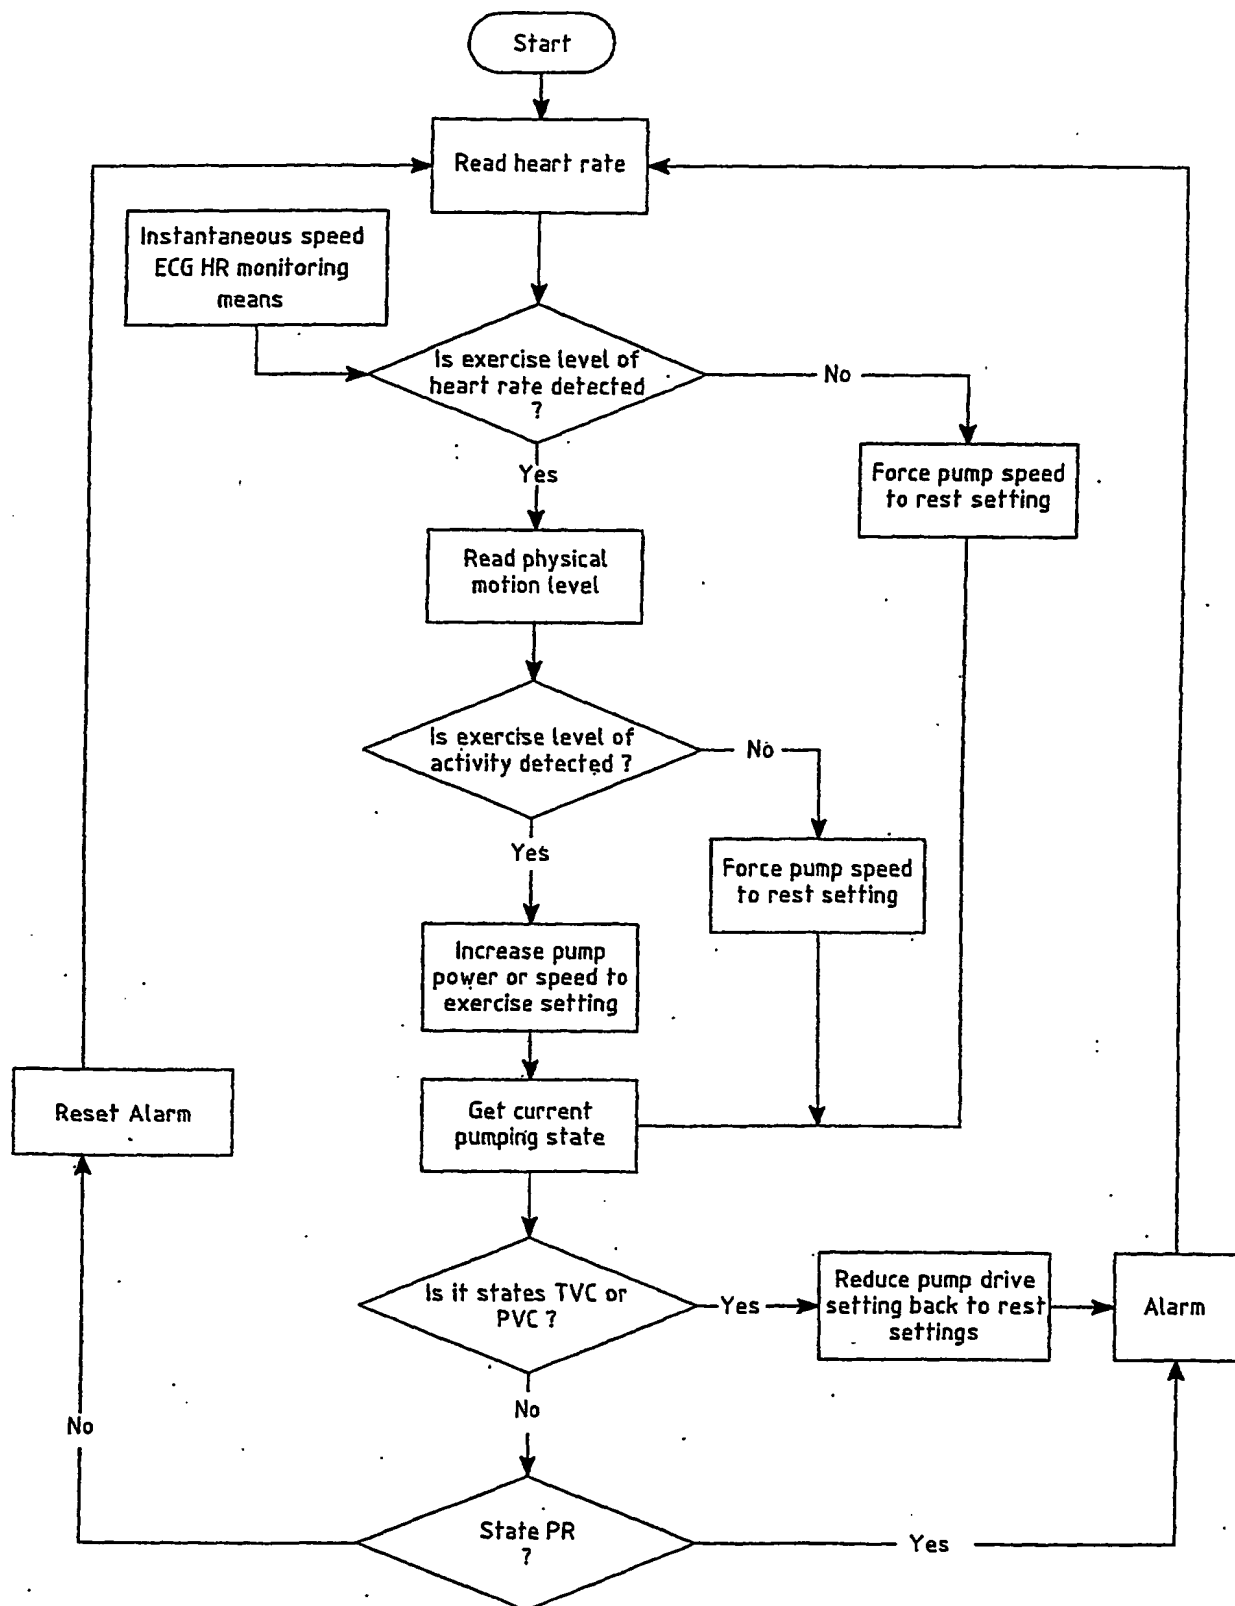 Start
Read heart rate
Instantaneous speed
ECG HR monitoring
means
Is exercise level of
heart rate detected
?
No
Yes
Force pump speed
to rest setting
Read physical
motion level
Is exercise level of
activity detected ?
No
Yes
Force pump speed
to rest setting
Increase pump
power or speed to
exercise setting
Reset Alarm
Get current
pumping state
Is it states TVC or
PVC ?
Yes
Reduce pump drive
setting back to rest
settings
Alarm
No
No
State PR
?
Yes